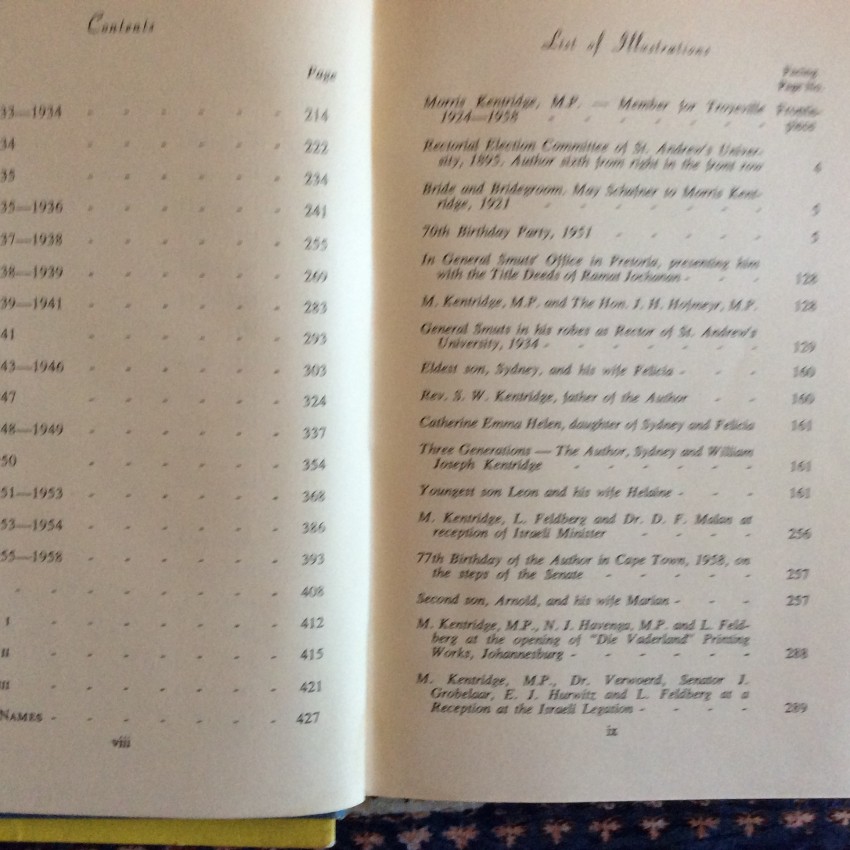 Contents
Page
33—1934 - - - - - - 214
34 - - - - - - 222
35 - - - - - - 234
35—1936 - - - - - - 241
37—1938 - - - - - - 255
38—1939 - - - - - - 269
39—1941 - - - - - - 283
41 - - - - - - 293
43—1946 - - - - - - 303
47 - - - - - - 324
48—1949 - - - - - - 337
50 - - - - - - 354
51—1953 - - - - - - 368
53—1954 - - - - - - 386
55—1958 - - - - - - 393
- - - - - - 408
I - - - - - - 412
II - - - - - - 415
III - - - - - - 421
NAMES - - - - - - - 427
viii
List of Illustrations
Facing
Page No.
Morris Kentridge, M.P. — Member for Troyeville Frontis-
1924—1958 - - - - - - piece
Rectorial Election Committee of St. Andrew's Univer-
sity, 1895. Author sixth from right in the front row 6
Bride and Bridegroom. May Schafner to Morris Kent-
ridge, 1921 - - - - - - 5
70th Birthday Party, 1951 - - - - - 5
In General Smuts' Office in Pretoria, presenting him
with the Title Deeds of Ramat Jochanan - - - 128
M. Kentridge, M.P. and The Hon. J. H. Hofmeyr, M.P. 128
General Smuts in his robes as Rector of St. Andrew's
University, 1934 - - - - - - 129
Eldest son, Sydney, and his wife Felicia - - - 160
Rev. S. W. Kentridge, father of the Author - - 160
Catherine Emma Helen, daughter of Sydney and Felicia 161
Three Generations — The Author, Sydney and William
Joseph Kentridge - - - - - - 161
Youngest son Leon and his wife Helaine - - - 161
M. Kentridge, L. Feldberg and Dr. D. F. Malan at
reception of Israeli Minister - - - - 256
77th Birthday of the Author in Cape Town, 1958, on
the steps of the Senate - - - - - 257
Second son, Arnold, and his wife Marian - - - 257
M. Kentridge, M.P., N. J. Havenga, M.P. and L. Feld-
berg at the opening of "Die Vaderland" Printing
Works, Johannesburg - - - - - 288
M. Kentridge, M.P., Dr. Verwoerd, Senator J.
Grobelaar, E. J. Hurwitz and L. Feldberg at a
Reception at the Israeli Legation - - - - 289
ix